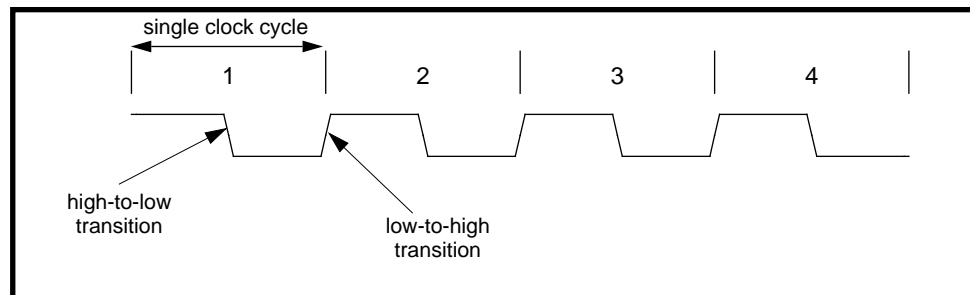 single clock cycle
1 2 3 4
high-to-low
transition
low-to-high
transition